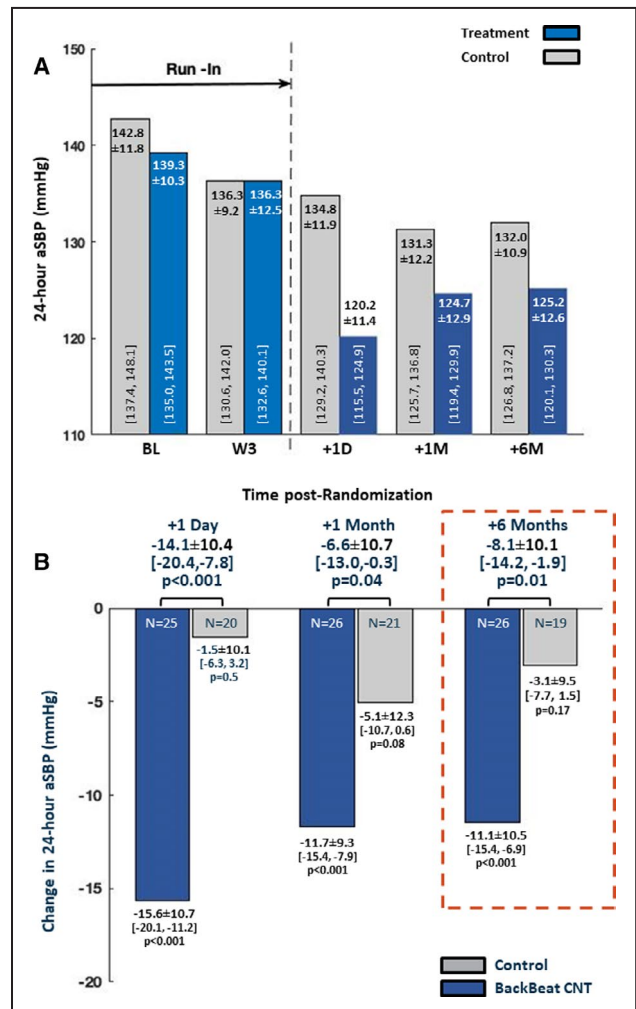 Treatment
Control
A
Run -In
24-hour aSBP (mmHg)
150
140
130
120
110
142.8
±11.8
[137.4, 148.1]
139.3
±10.3
[135.0, 143.5]
136.3
±9.2
[130.6, 142.0]
136.3
±12.5
[132.6, 140.1]
134.8
±11.9
[129.2, 140.3]
120.2
±11.4
[115.5, 124.9]
131.3
±12.2
[125.7, 136.8]
124.7
±12.9
[119.4, 129.9]
132.0
±10.9
[126.8, 137.2]
125.2
±12.6
[120.1, 130.3]
BL W3 +1D +1M +6M
Time post-Randomization
B
+1 Day
-14.1±10.4
[-20.4,-7.8]
p<0.001
+1 Month
-6.6±10.7
[-13.0,-0.3]
p=0.04
+6 Months
-8.1±10.1
[-14.2, -1.9]
p=0.01
Change in 24-hour aSBP (mmHg)
0
-5
-10
-15
-20
N=25
N=20
N=26
N=21
N=26
N=19
-1.5±10.1
[-6.3, 3.2]
p=0.5
-5.1±12.3
[-10.7, 0.6]
p=0.08
-3.1±9.5
[-7.7, 1.5]
p=0.17
-15.6±10.7
[-20.1, -11.2]
p<0.001
-11.7±9.3
[-15.4, -7.9]
p<0.001
-11.1±10.5
[-15.4, -6.9]
p<0.001
Control
BackBeat CNT